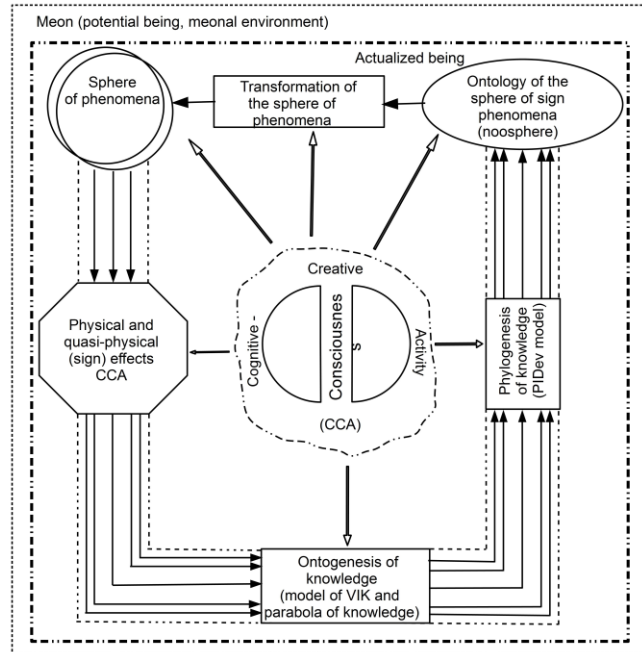 Meon (potential being, meonal environment)
Actualized being
Sphere
of phenomena
Transformation of
the sphere of
phenomena
Ontology of the
sphere of sign
phenomena
(noosphere)
Creative
Cognitive -
Consciousnes
s
Activity
(CCA)
Physical and
quasi-physical
(sign) effects
CCA
Phylogenesis
of knowledge
(PIDev model)
Ontogenesis of
knowledge
(model of VIK and
parabola of knowledge)